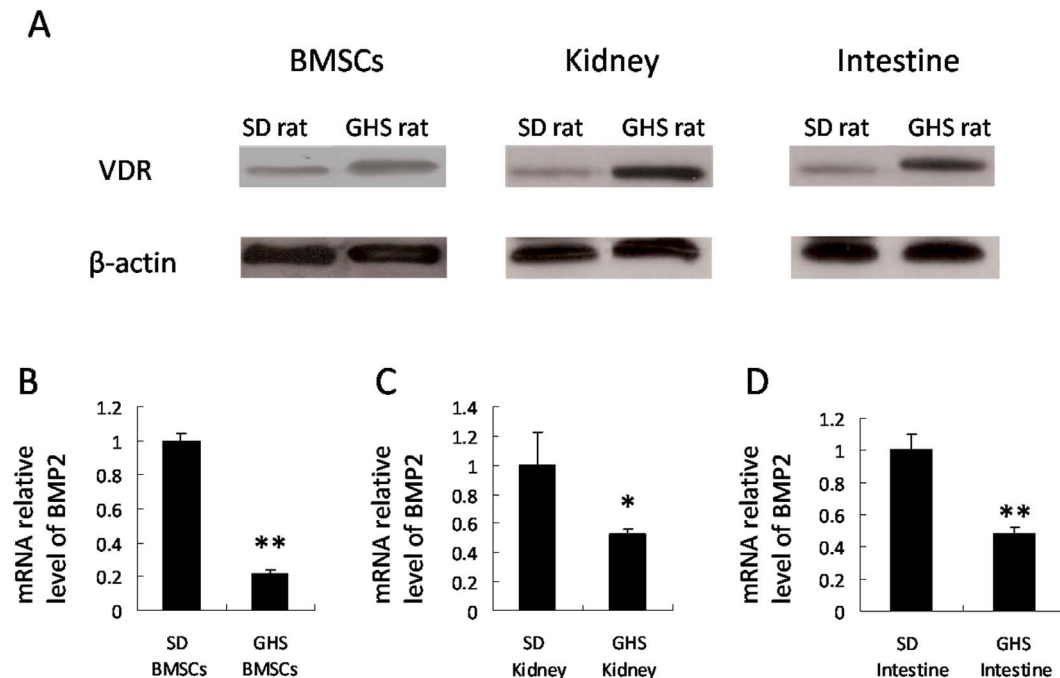 A
BMSCs Kidney Intestine
SD rat GHS rat SD rat GHS rat SD rat GHS rat
VDR
β-actin
B
mRNA relative
level of BMP2
1.2
1
0.8
0.6
0.4
0.2
0
**
SD GHS
BMSCs BMSCs
C
mRNA relative
level of BMP2
1.4
1.2
1
0.8
0.6
0.4
0.2
0
*
SD GHS
Kidney Kidney
D
mRNA relative
level of BMP2
1.2
1
0.8
0.6
0.4
0.2
0
**
SD GHS
Intestine Intestine